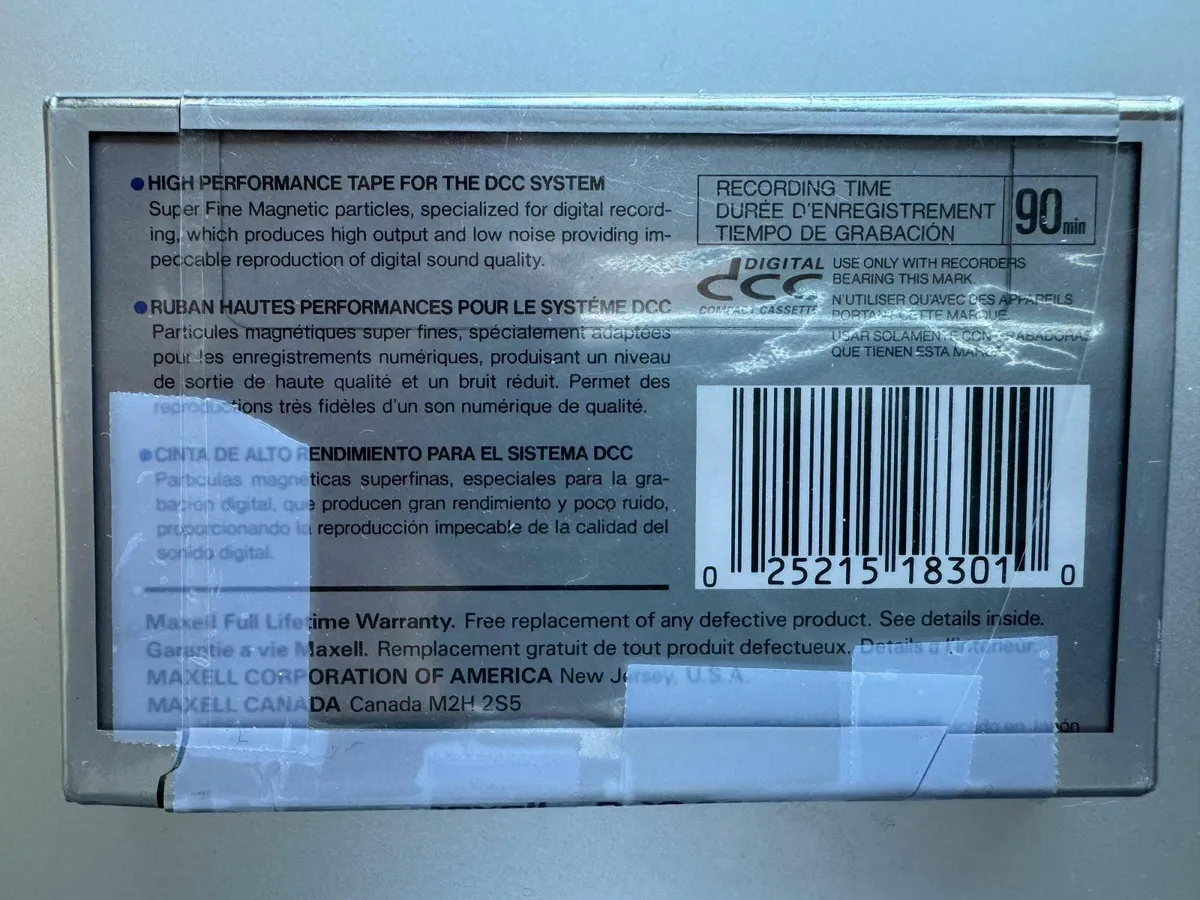 ● HIGH PERFORMANCE TAPE FOR THE DCC SYSTEM
Super Fine Magnetic particles, specialized for digital record-
ing, which produces high output and low noise providing im-
peccable reproduction of digital sound quality.
● RUBAN HAUTES PERFORMANCES POUR LE SYSTÉME DCC
Particules magnétiques super fines, spécialement adaptées
pour les enregistrements numériques, produisant un niveau
de sortie de haute qualité et un bruit réduit. Permet des
reproductions très fidèles d'un son numérique de qualité.
● CINTA DE ALTO RENDIMIENTO PARA EL SISTEMA DCC
Particulas magnéticas superfinas, especiales para la gra-
bación digital, que producen gran rendimiento y poco ruido,
proporcionando la reproducción impecable de la calidad del
sonido digital.
RECORDING TIME
DURÉE D'ENREGISTREMENT
TIEMPO DE GRABACIÓN
90 min
DIGITAL
dcc
COMPACT CASSETTE
USE ONLY WITH RECORDERS
BEARING THIS MARK.
N'UTILISER QU'AVEC DES APPAREILS
PORTANT CETTE MARQUE.
USAR SOLAMENTE CON GRABADORAS
QUE TIENEN ESTA MARCA.
0 25215 18301 0
Maxell Full Lifetime Warranty. Free replacement of any defective product. See details inside.
Garantie a vie Maxell. Remplacement gratuit de tout produit defectueux. Details a l'interieur.
MAXELL CORPORATION OF AMERICA New Jersey, U.S.A.
MAXELL CANADA Canada M2H 2S5
en Japón